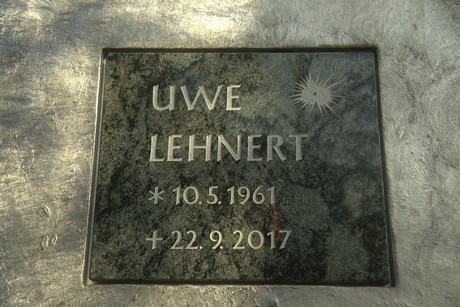 UWE
LEHNERT
* 10.5.1961
+ 22.9.2017